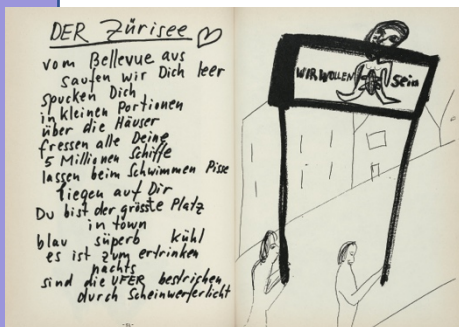 DER Zürisee
vom Bellevue aus
saufen wir Dich leer
spucken Dich
in kleinen Portionen
über die Häuser
fressen alle Deine
5 Millionen Schiffe
lassen beim Schwimmen Pisse
liegen auf Dir
Du bist der grösste Platz
in town
blau süperb kühl
es ist zum ertrinken
nachts
sind die UFER bestrichen
durch Scheinwerferlicht
WIR WOLLEN
sein